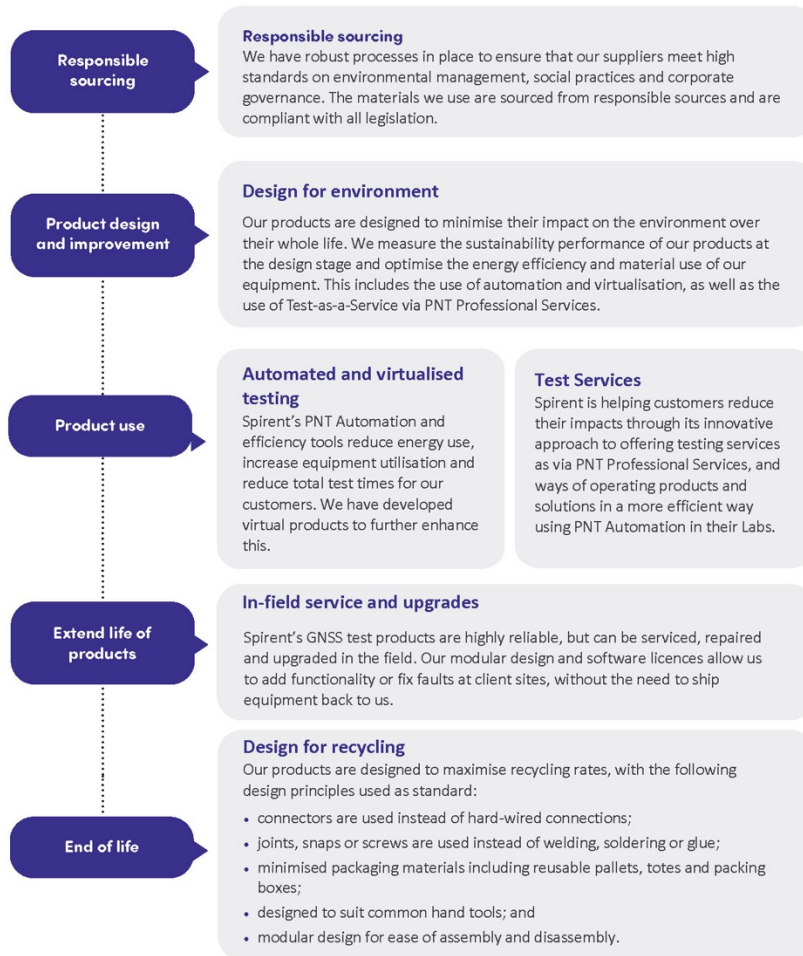 Responsible
sourcing
Responsible sourcing
We have robust processes in place to ensure that our suppliers meet high
standards on environmental management, social practices and corporate
governance. The materials we use are sourced from responsible sources and are
compliant with all legislation.
Product design
and improvement
Design for environment
Our products are designed to minimise their impact on the environment over
their whole life. We measure the sustainability performance of our products at
the design stage and optimise the energy efficiency and material use of our
equipment. This includes the use of automation and virtualisation, as well as the
use of Test-as-a-Service via PNT Professional Services.
Product use
Automated and virtualised
testing
Spirent's PNT Automation and
efficiency tools reduce energy use,
increase equipment utilisation and
reduce total test times for our
customers. We have developed
virtual products to further enhance
this.
Test Services
Spirent is helping customers reduce
their impacts through its innovative
approach to offering testing services
as via PNT Professional Services, and
ways of operating products and
solutions in a more efficient way
using PNT Automation in their Labs.
Extend life of
products
In-field service and upgrades
Spirent's GNSS test products are highly reliable, but can be serviced, repaired
and upgraded in the field. Our modular design and software licences allow us
to add functionality or fix faults at client sites, without the need to ship
equipment back to us.
End of life
Design for recycling
Our products are designed to maximise recycling rates, with the following
design principles used as standard:
• connectors are used instead of hard-wired connections;
• joints, snaps or screws are used instead of welding, soldering or glue;
• minimised packaging materials including reusable pallets, totes and packing
boxes;
• designed to suit common hand tools; and
• modular design for ease of assembly and disassembly.